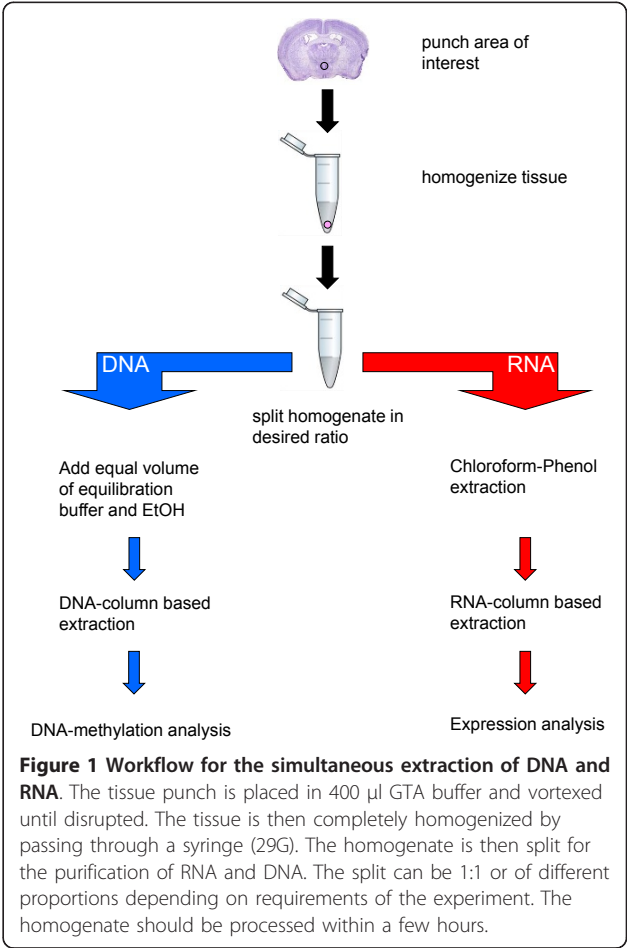 punch area of
interest
homogenize tissue
DNA
RNA
split homogenate in
desired ratio
Add equal volume
of equilibration
buffer and EtOH
Chloroform-Phenol
extraction
DNA-column based
extraction
RNA-column based
extraction
DNA-methylation analysis
Expression analysis
Figure 1 Workflow for the simultaneous extraction of DNA and
RNA. The tissue punch is placed in 400 μl GTA buffer and vortexed
until disrupted. The tissue is then completely homogenized by
passing through a syringe (29G). The homogenate is then split for
the purification of RNA and DNA. The split can be 1:1 or of different
proportions depending on requirements of the experiment. The
homogenate should be processed within a few hours.